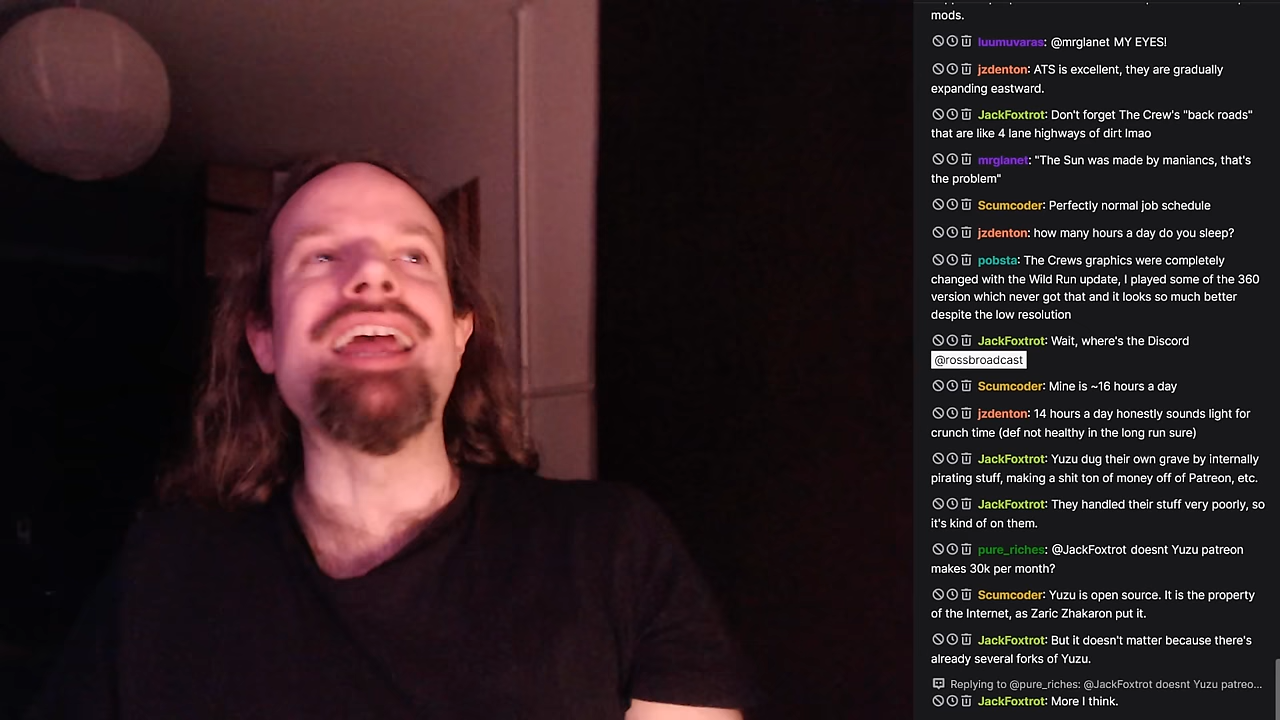 mods.
luumuvaras: @mrglanet MY EYES!
jzdenton: ATS is excellent, they are gradually
expanding eastward.
JackFoxtrot: Don't forget The Crew's "back roads"
that are like 4 lane highways of dirt lmao
mrglanet: "The Sun was made by maniancs, that's
the problem"
Scumcoder: Perfectly normal job schedule
jzdenton: how many hours a day do you sleep?
pobsta: The Crews graphics were completely
changed with the Wild Run update, I played some of the 360
version which never got that and it looks so much better
despite the low resolution
JackFoxtrot: Wait, where's the Discord
@rossbroadcast
Scumcoder: Mine is ~16 hours a day
jzdenton: 14 hours a day honestly sounds light for
crunch time (def not healthy in the long run sure)
JackFoxtrot: Yuzu dug their own grave by internally
pirating stuff, making a shit ton of money off of Patreon, etc.
JackFoxtrot: They handled their stuff very poorly, so
it's kind of on them.
pure_riches: @JackFoxtrot doesnt Yuzu patreon
makes 30k per month?
Scumcoder: Yuzu is open source. It is the property
of the Internet, as Zaric Zhakaron put it.
JackFoxtrot: But it doesn't matter because there's
already several forks of Yuzu.
Replying to @pure_riches: @JackFoxtrot doesnt Yuzu patreo...
JackFoxtrot: More I think.